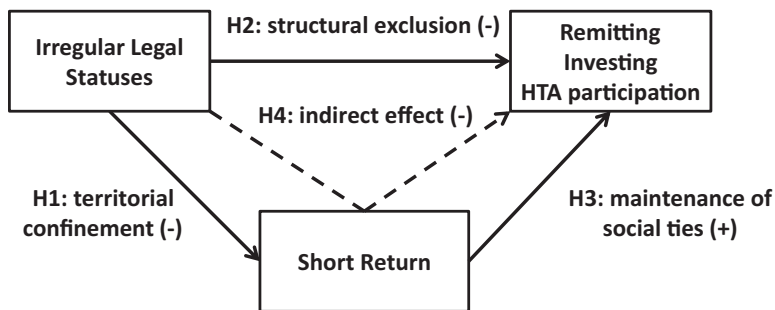 Irregular Legal
Statuses
H2: structural exclusion (-)
Remitting
Investing
HTA participation
H4: indirect effect (-)
H1: territorial
confinement (-)
H3: maintenance of
social ties (+)
Short Return